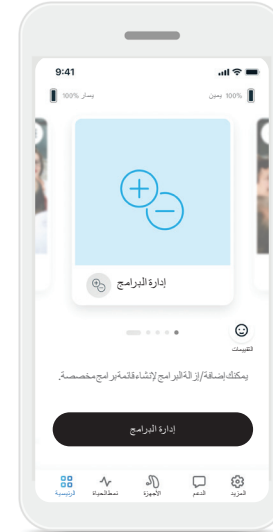 9:41
يسار %100
100% يمين
إدارة البرامج
التقييمات
يمكنك إضافة/إزالة البرامج لإنشاء قائمة برامج مخصصة.
إدارة البرامج
المزيد
الدعم
الأجهزة
نمط الحياة
الرئيسية